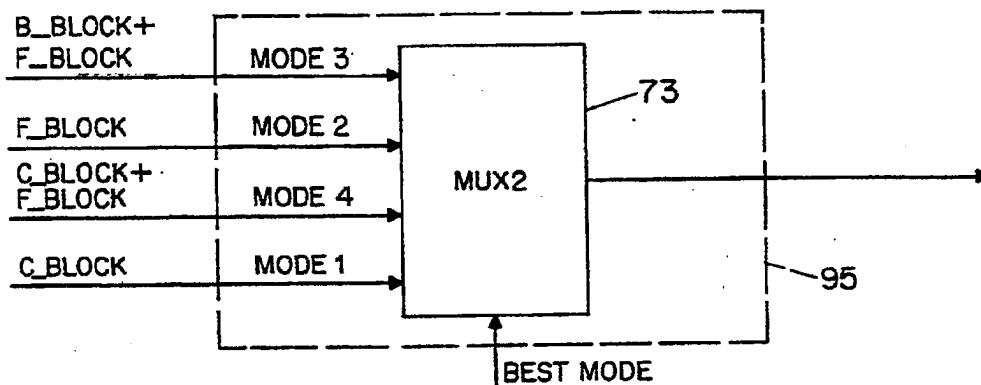 B_BLOCK+
F_BLOCK MODE 3
73
F_BLOCK MODE 2
C_BLOCK+
F_BLOCK MODE 4
MUX2
C_BLOCK MODE 1
95
BEST MODE